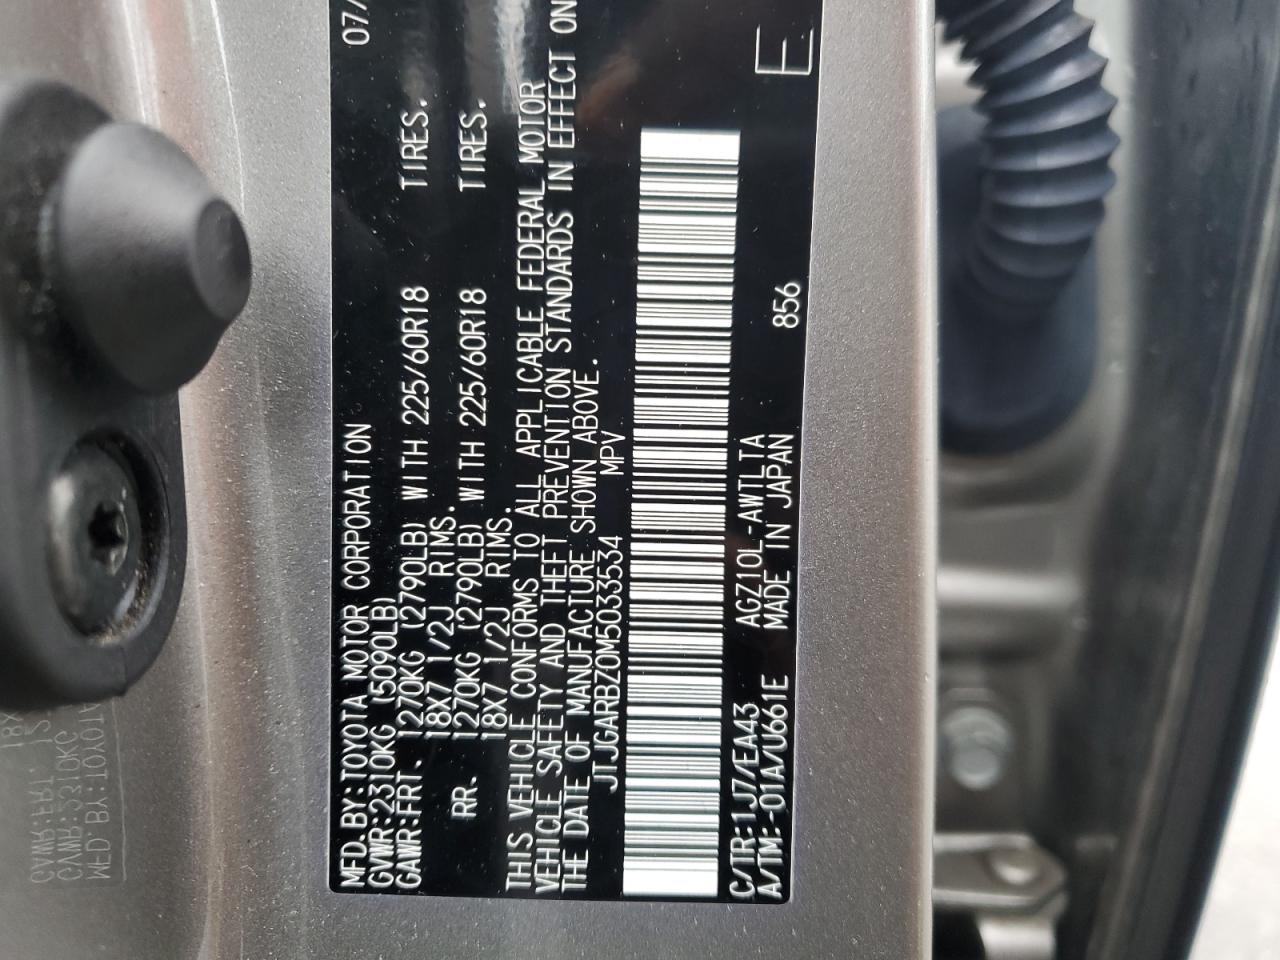 MFD.BY:TOYOTA MOTOR CORPORATION 07/
GVWR:2310KG (5090LB)
GAWR:FRT. 1270KG (2790LB) WITH 225/60R18 TIRES.
18X7 1/2J RIMS.
RR. 1270KG (2790LB) WITH 225/60R18 TIRES.
18X7 1/2J RIMS.
THIS VEHICLE CONFORMS TO ALL APPLICABLE FEDERAL MOTOR
VEHICLE SAFETY AND THEFT PREVENTION STANDARDS IN EFFECT ON
THE DATE OF MANUFACTURE SHOWN ABOVE.
JTJGARBZ0M5033534 MPV
C/TR:1J7/EA43 AGZ10L-AWTLTA
A/TM:-01A/U661E MADE IN JAPAN 856 E